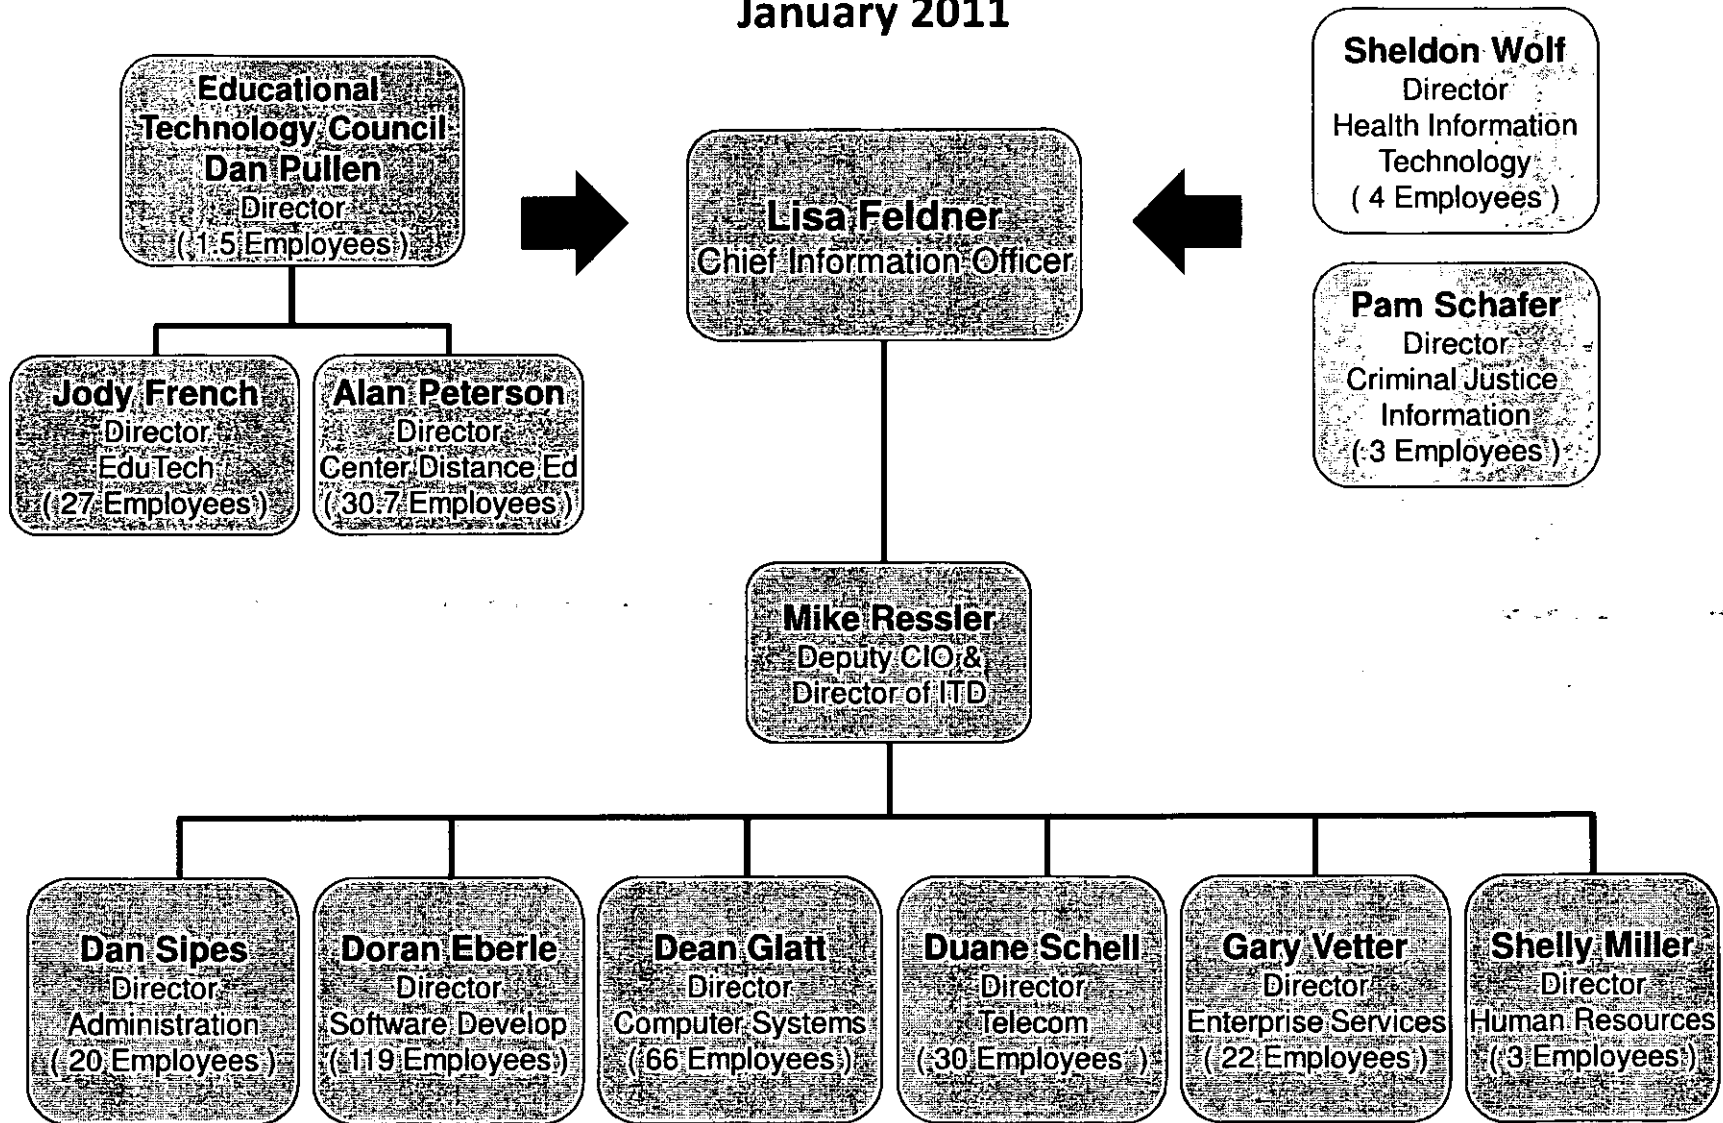 January 2011
Educational
Technology Council
Dan Pullen
Director
( 1.5 Employees )
Lisa Feldner
Chief Information Officer
Sheldon Wolf
Director
Health Information
Technology
( 4 Employees )
Pam Schafer
Director
Criminal Justice
Information
( 3 Employees )
Jody French
Director
EduTech
( 27 Employees )
Alan Peterson
Director
Center Distance Ed
( 30.7 Employees )
Mike Ressler
Deputy CIO &
Director of ITD
Dan Sipes
Director
Administration
( 20 Employees )
Doran Eberle
Director
Software Develop
( 119 Employees )
Dean Glatt
Director
Computer Systems
( 66 Employees )
Duane Schell
Director
Telecom
( 30 Employees )
Gary Vetter
Director
Enterprise Services
( 22 Employees )
Shelly Miller
Director
Human Resources
( 3 Employees )